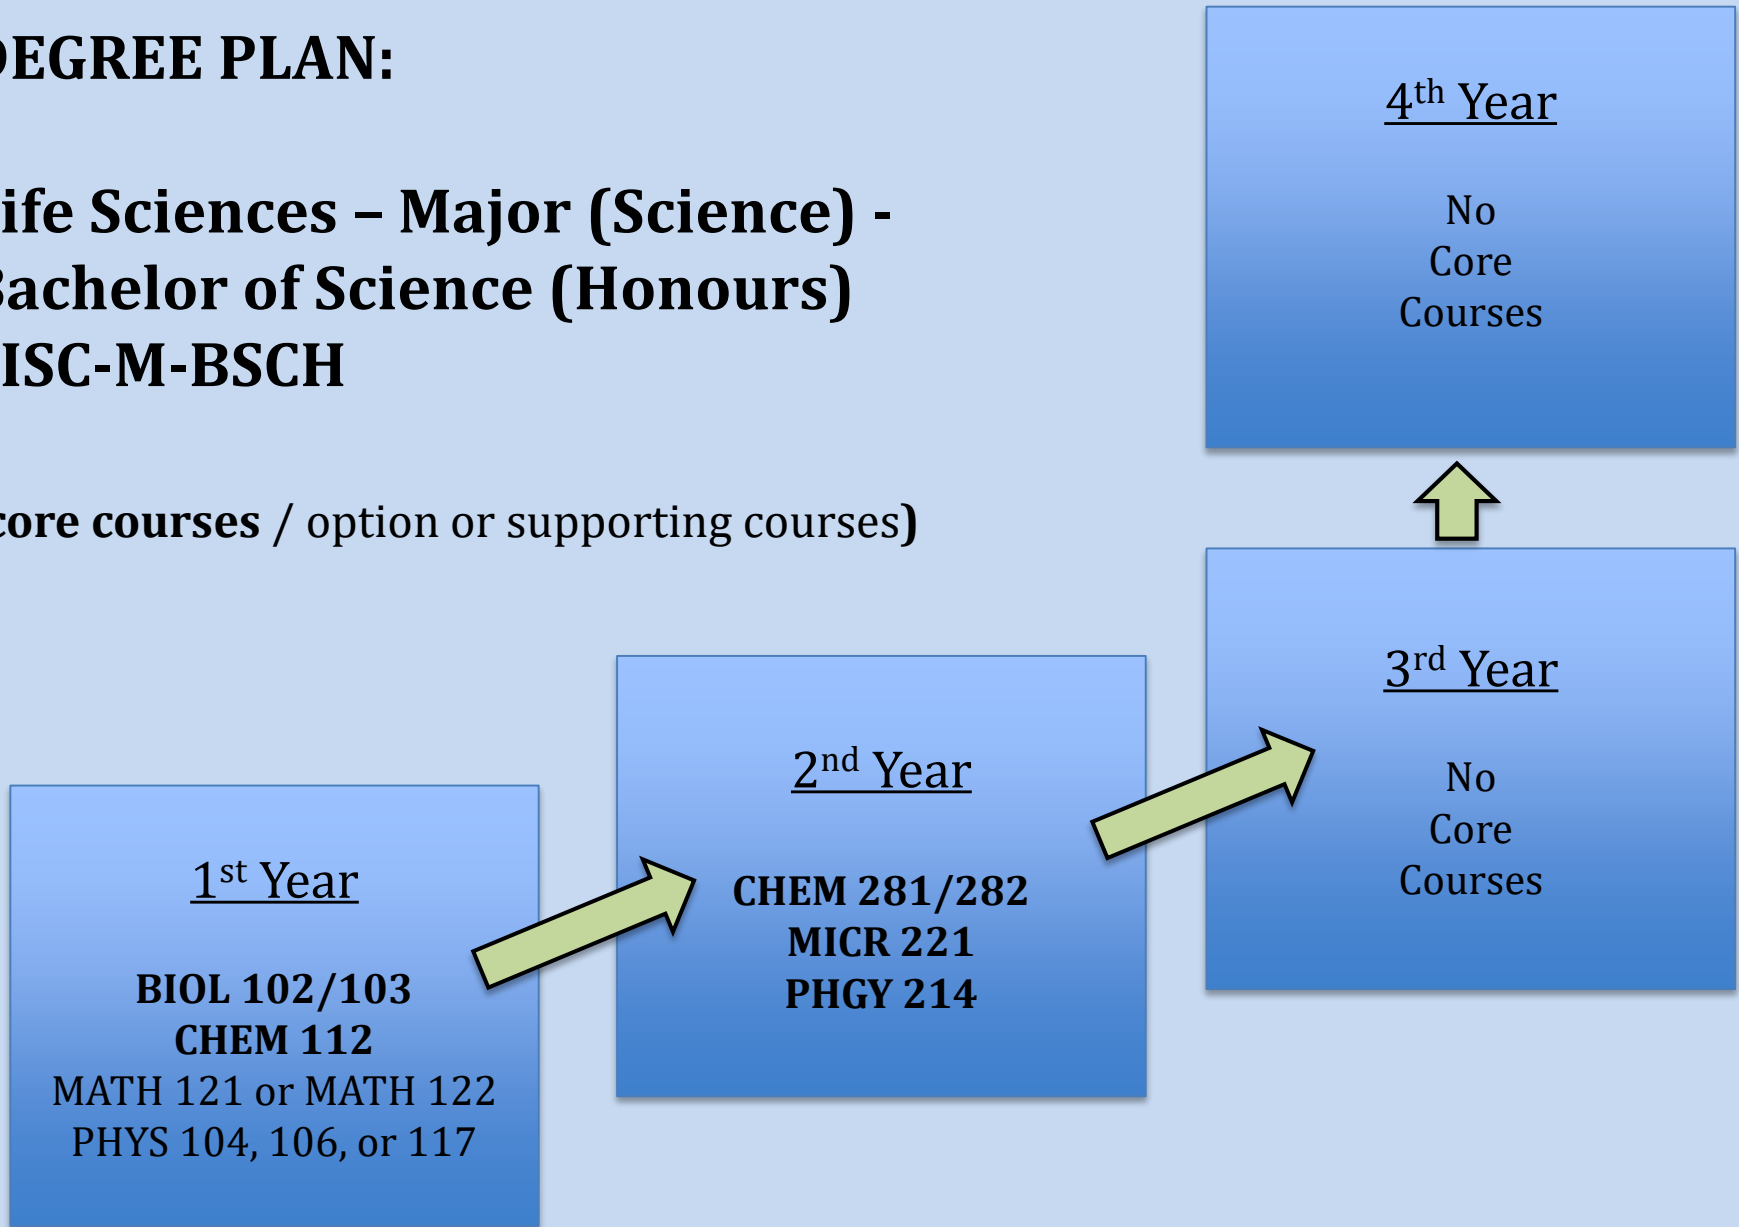 DEGREE PLAN:
ife Sciences – Major (Science) -
Bachelor of Science (Honours)
ISC-M-BSCH
core courses / option or supporting courses)
4th Year
No
Core
Courses
3rd Year
No
Core
Courses
2nd Year
CHEM 281/282
MICR 221
PHGY 214
1st Year
BIOL 102/103
CHEM 112
MATH 121 or MATH 122
PHYS 104, 106, or 117